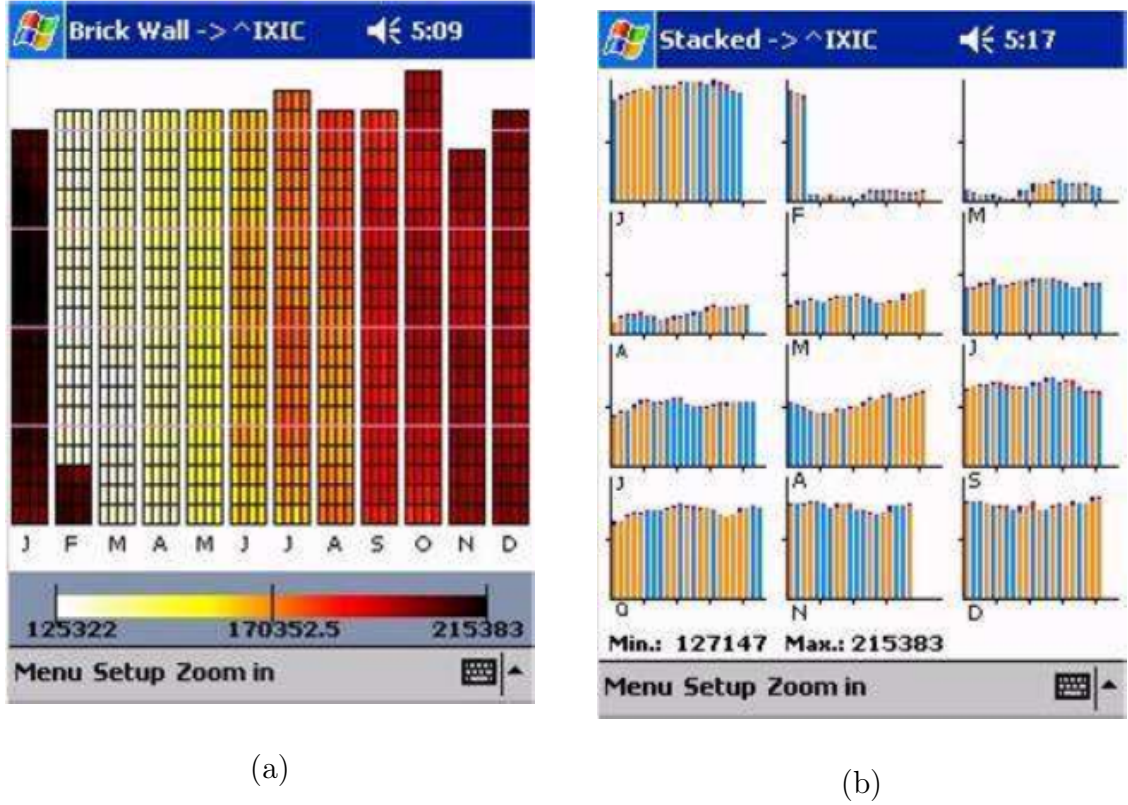 Brick Wall -> ^IXIC 5:09
J F M A M J J A S O N D
125322 170352.5 215383
Menu Setup Zoom in
(a)
Stacked -> ^IXIC 5:17
J F M
A M J
J A S
O N D
Min.: 127147 Max.: 215383
Menu Setup Zoom in
(b)